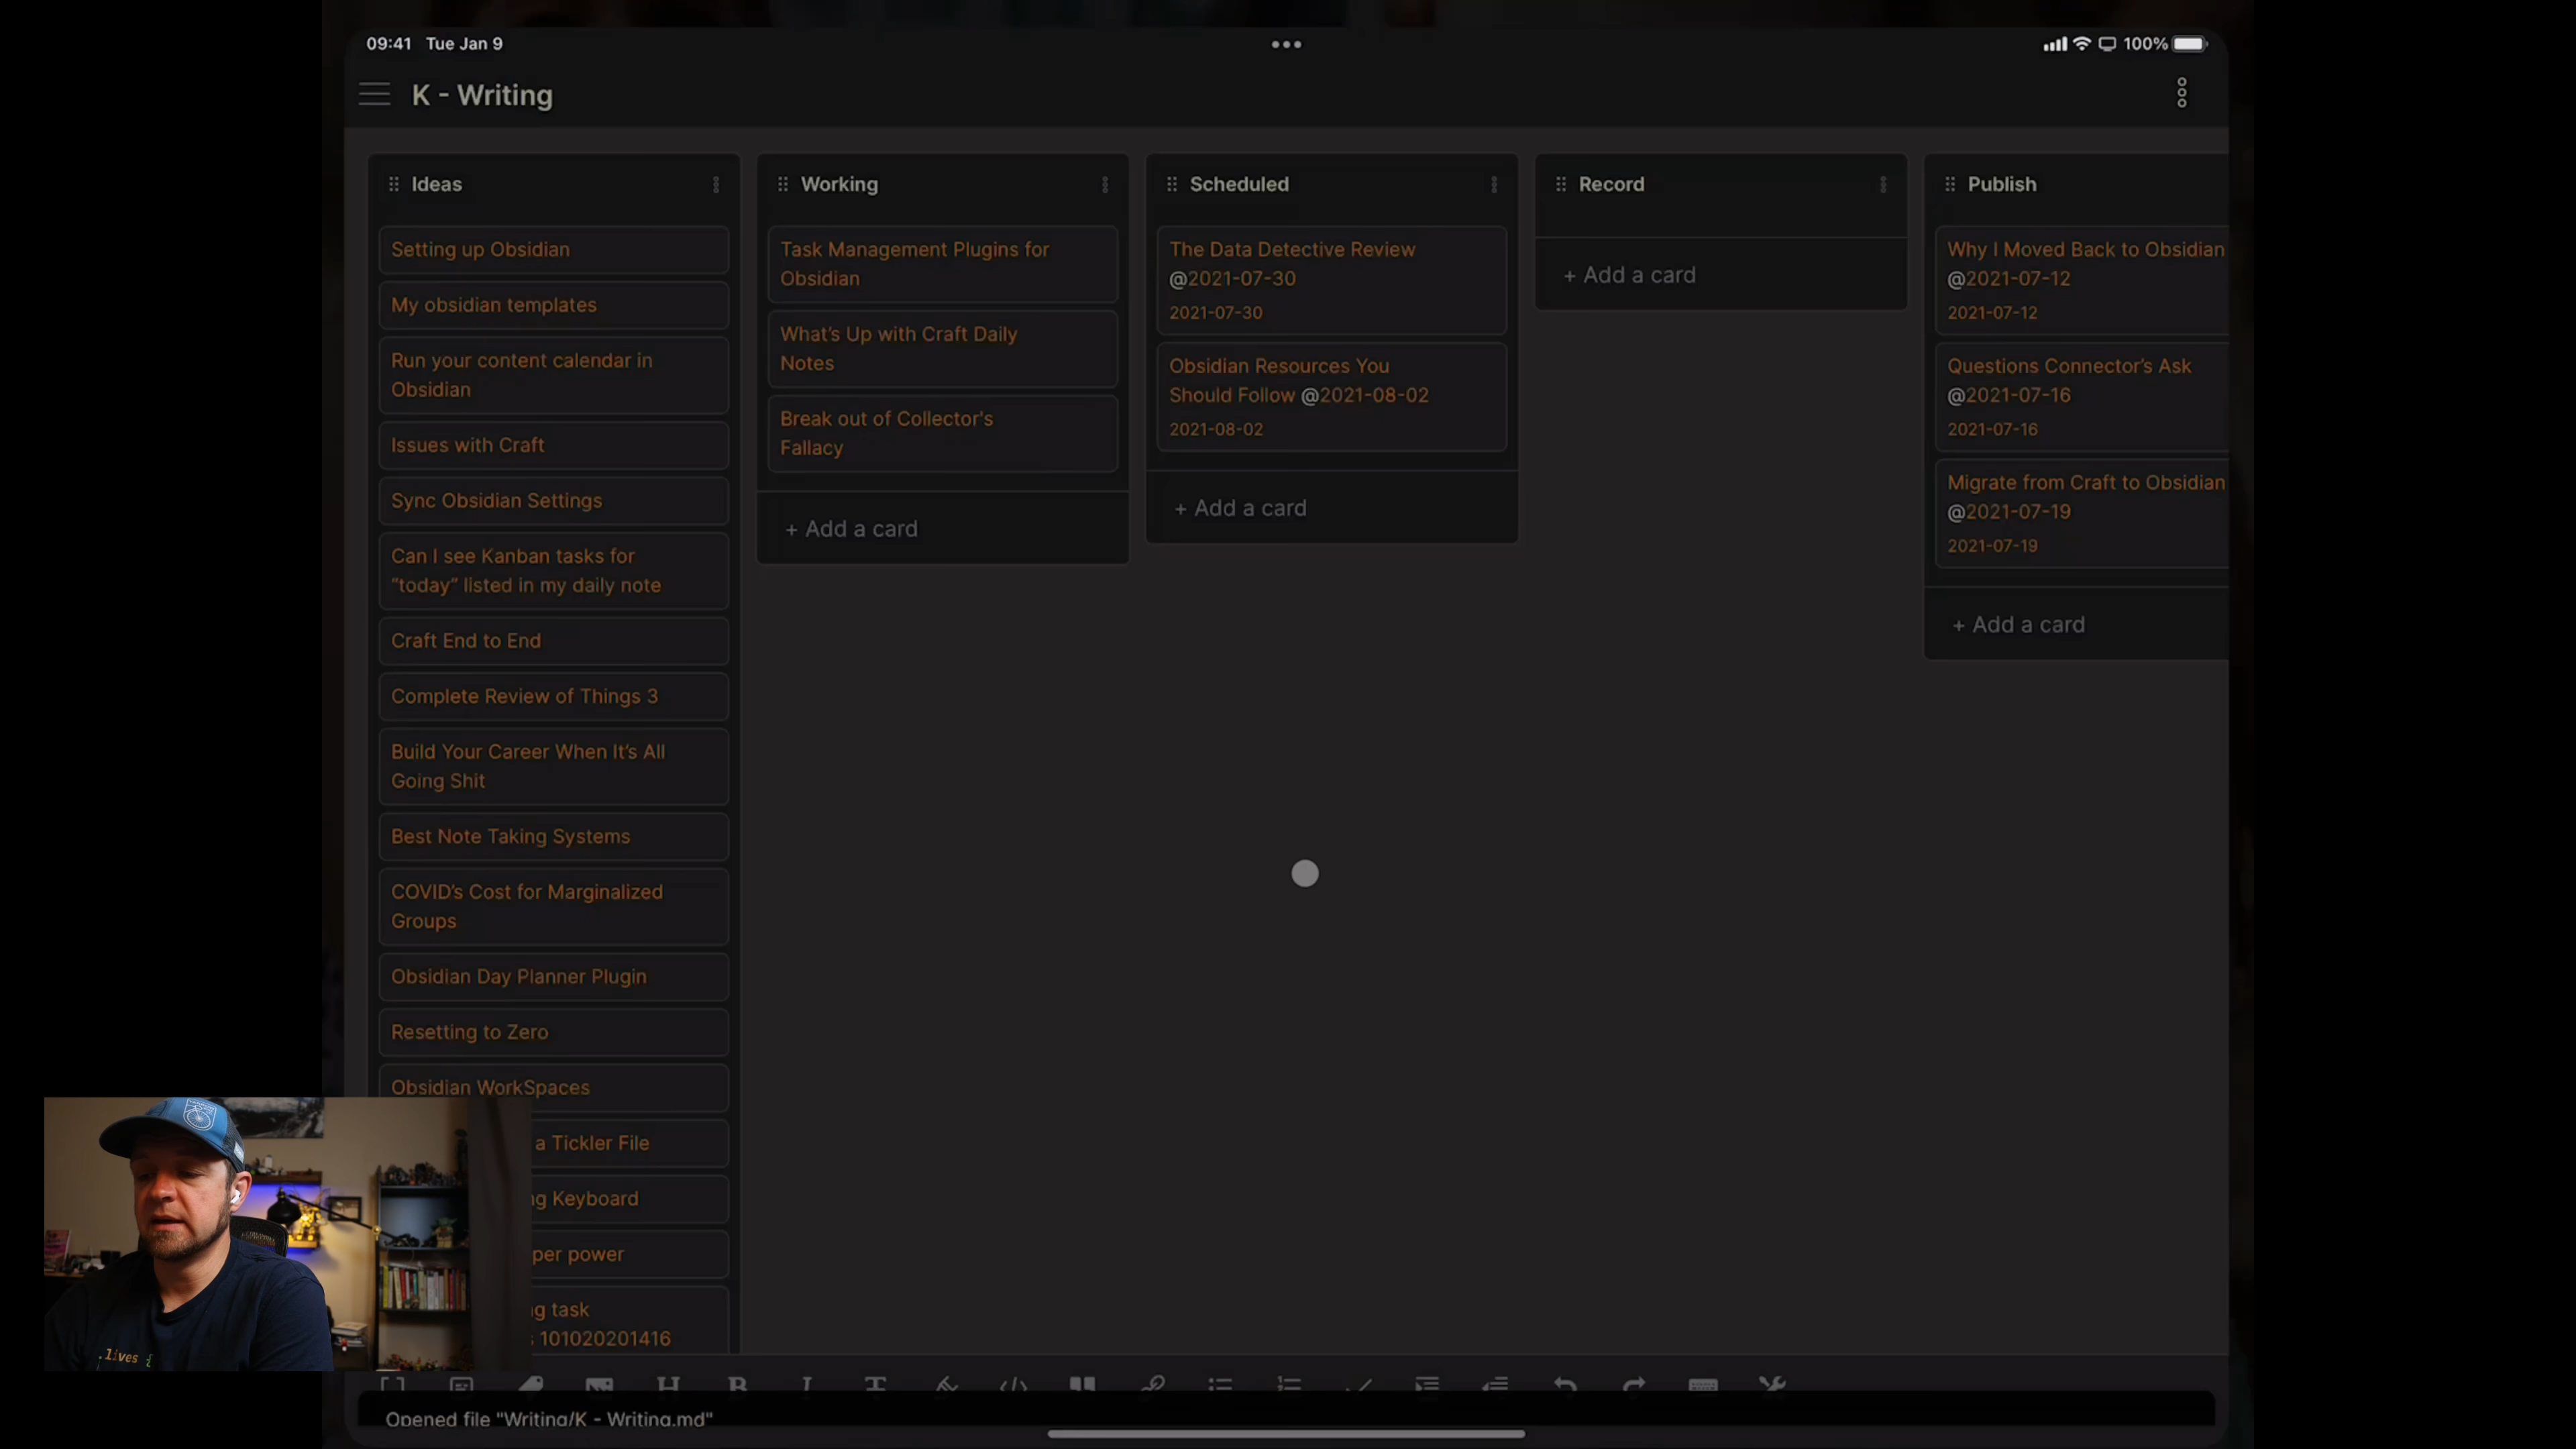 09:41 Tue Jan 9
100%
K - Writing
Ideas
Setting up Obsidian
My obsidian templates
Run your content calendar in
Obsidian
Issues with Craft
Sync Obsidian Settings
Can I see Kanban tasks for
"today" listed in my daily note
Craft End to End
Complete Review of Things 3
Build Your Career When It's All
Going Shit
Best Note Taking Systems
COVID's Cost for Marginalized
Groups
Obsidian Day Planner Plugin
Resetting to Zero
Obsidian WorkSpaces
a Tickler File
Keyboard
power
task
101020201416
Working
Task Management Plugins for
Obsidian
What's Up with Craft Daily
Notes
Break out of Collector's
Fallacy
+ Add a card
Scheduled
The Data Detective Review
@2021-07-30
2021-07-30
Obsidian Resources You
Should Follow @2021-08-02
2021-08-02
+ Add a card
Record
+ Add a card
Publish
Why I Moved Back to Obsidian
@2021-07-12
2021-07-12
Questions Connector's Ask
@2021-07-16
2021-07-16
Migrate from Craft to Obsidian
@2021-07-19
2021-07-19
+ Add a card
Opened file "Writing/K - Writing.md"
.lives {